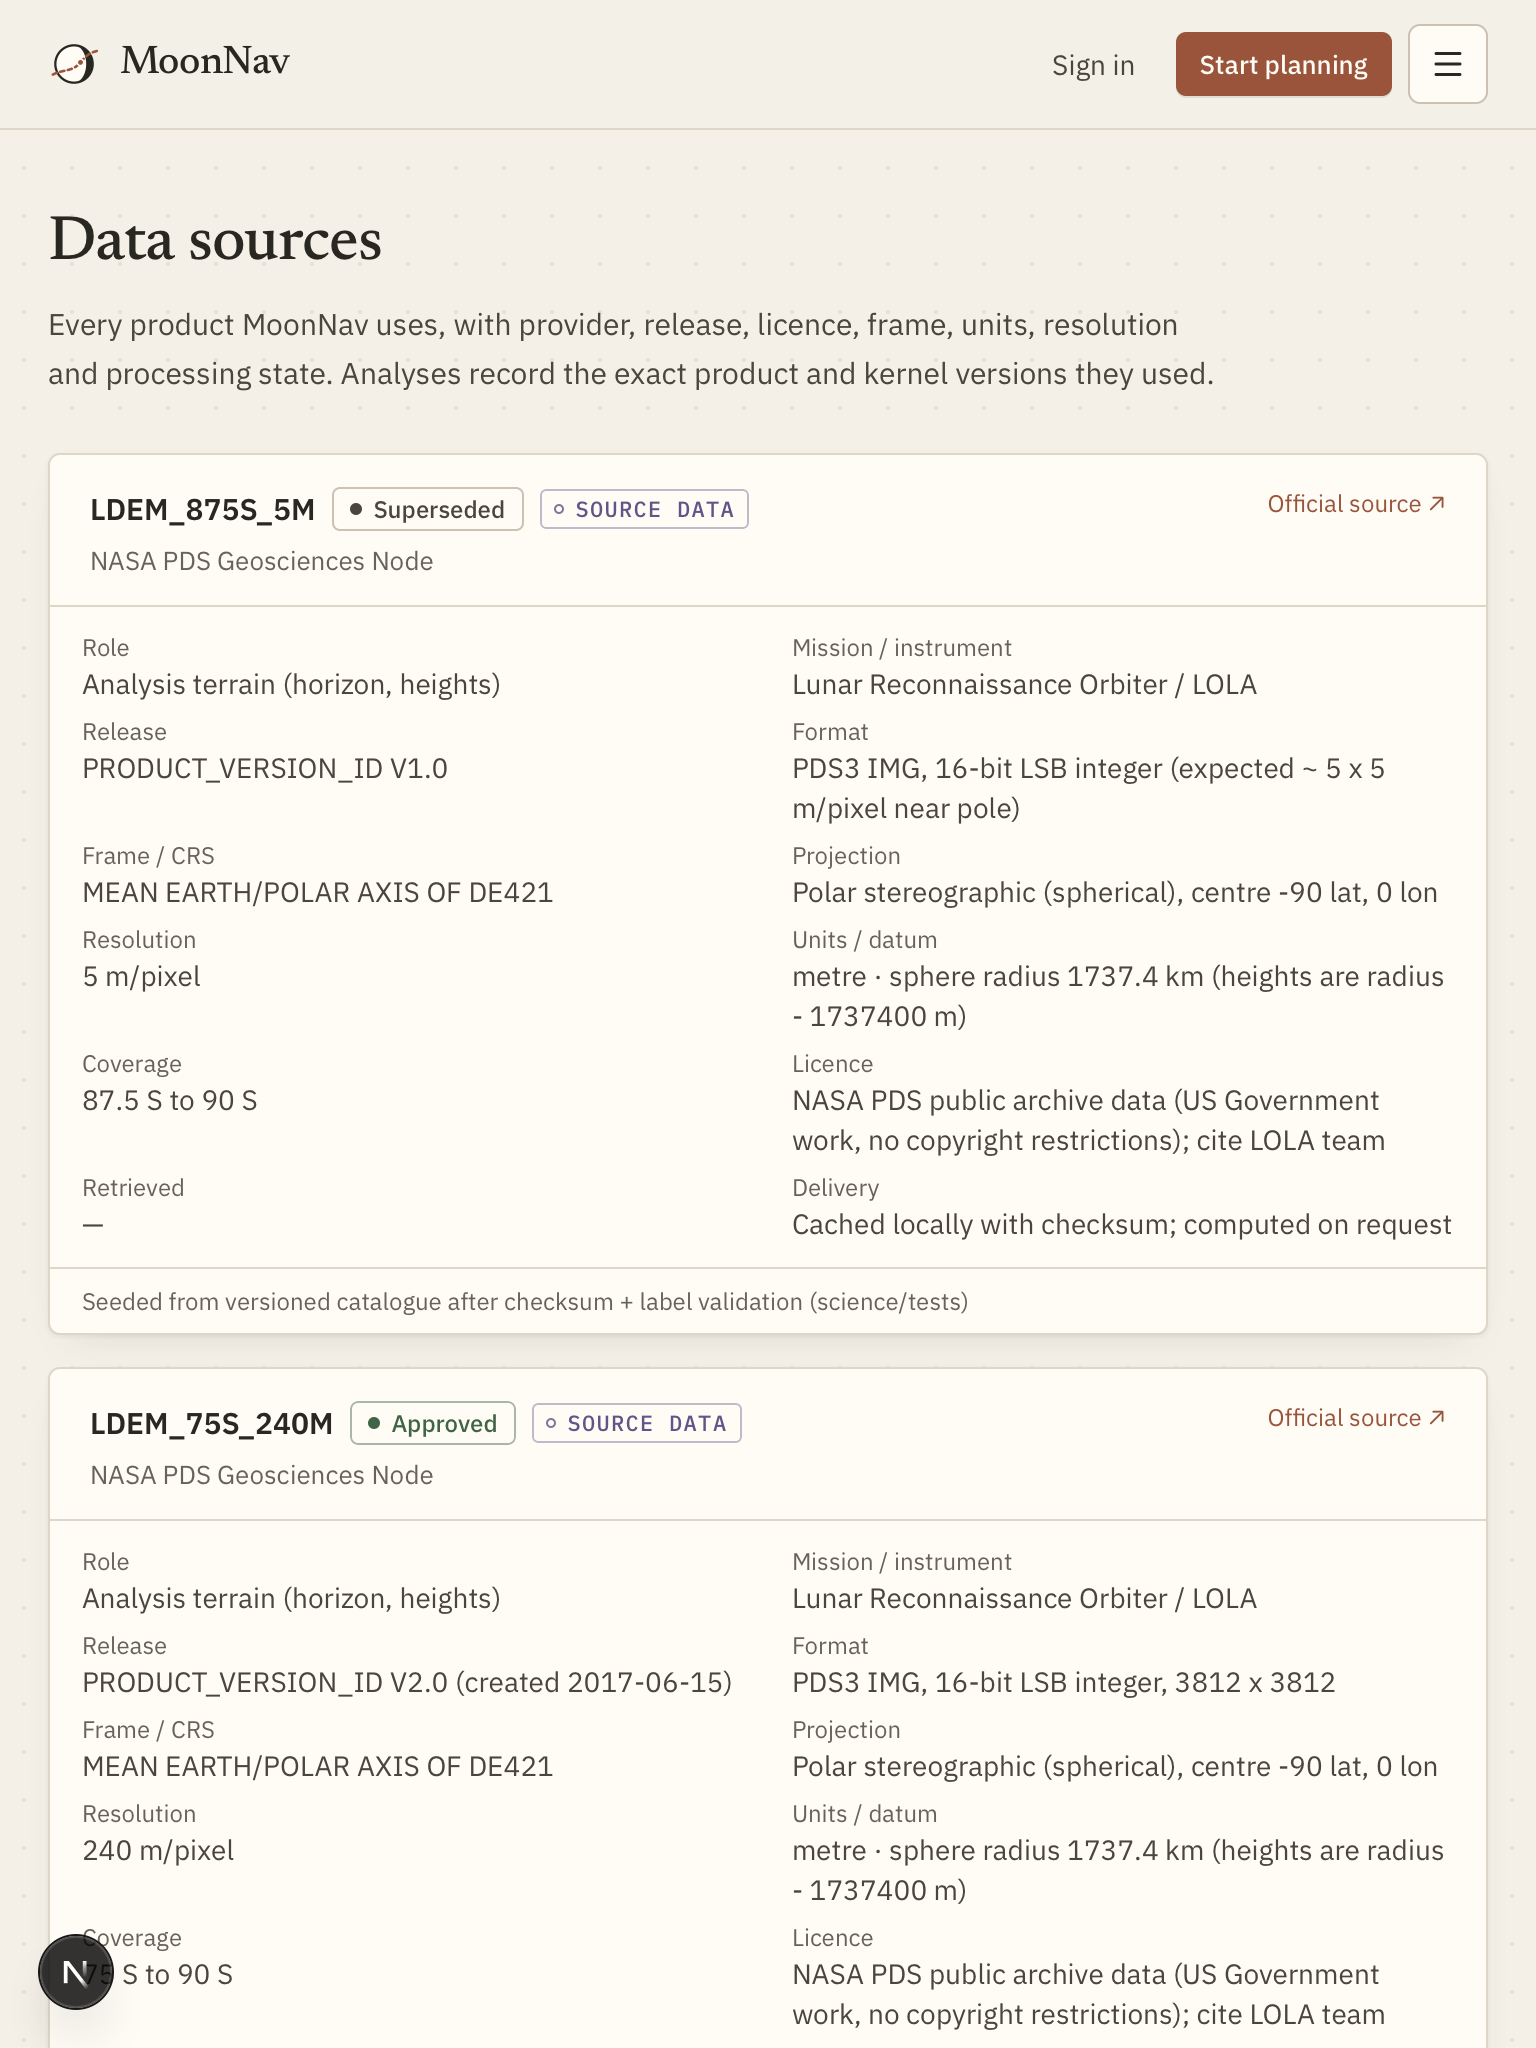 MoonNav
Sign in
Start planning
Data sources
Every product MoonNav uses, with provider, release, licence, frame, units, resolution
and processing state. Analyses record the exact product and kernel versions they used.
LDEM_875S_5M
Superseded
SOURCE DATA
Official source ↗
NASA PDS Geosciences Node
Role
Analysis terrain (horizon, heights)
Mission / instrument
Lunar Reconnaissance Orbiter / LOLA
Release
PRODUCT_VERSION_ID V1.0
Format
PDS3 IMG, 16-bit LSB integer (expected ~ 5 x 5
m/pixel near pole)
Frame / CRS
MEAN EARTH/POLAR AXIS OF DE421
Projection
Polar stereographic (spherical), centre -90 lat, 0 lon
Resolution
5 m/pixel
Units / datum
metre · sphere radius 1737.4 km (heights are radius
- 1737400 m)
Coverage
87.5 S to 90 S
Licence
NASA PDS public archive data (US Government
work, no copyright restrictions); cite LOLA team
Retrieved
—
Delivery
Cached locally with checksum; computed on request
Seeded from versioned catalogue after checksum + label validation (science/tests)
LDEM_75S_240M
Approved
SOURCE DATA
Official source ↗
NASA PDS Geosciences Node
Role
Analysis terrain (horizon, heights)
Mission / instrument
Lunar Reconnaissance Orbiter / LOLA
Release
PRODUCT_VERSION_ID V2.0 (created 2017-06-15)
Format
PDS3 IMG, 16-bit LSB integer, 3812 x 3812
Frame / CRS
MEAN EARTH/POLAR AXIS OF DE421
Projection
Polar stereographic (spherical), centre -90 lat, 0 lon
Resolution
240 m/pixel
Units / datum
metre · sphere radius 1737.4 km (heights are radius
- 1737400 m)
Coverage
75 S to 90 S
Licence
NASA PDS public archive data (US Government
work, no copyright restrictions); cite LOLA team
N